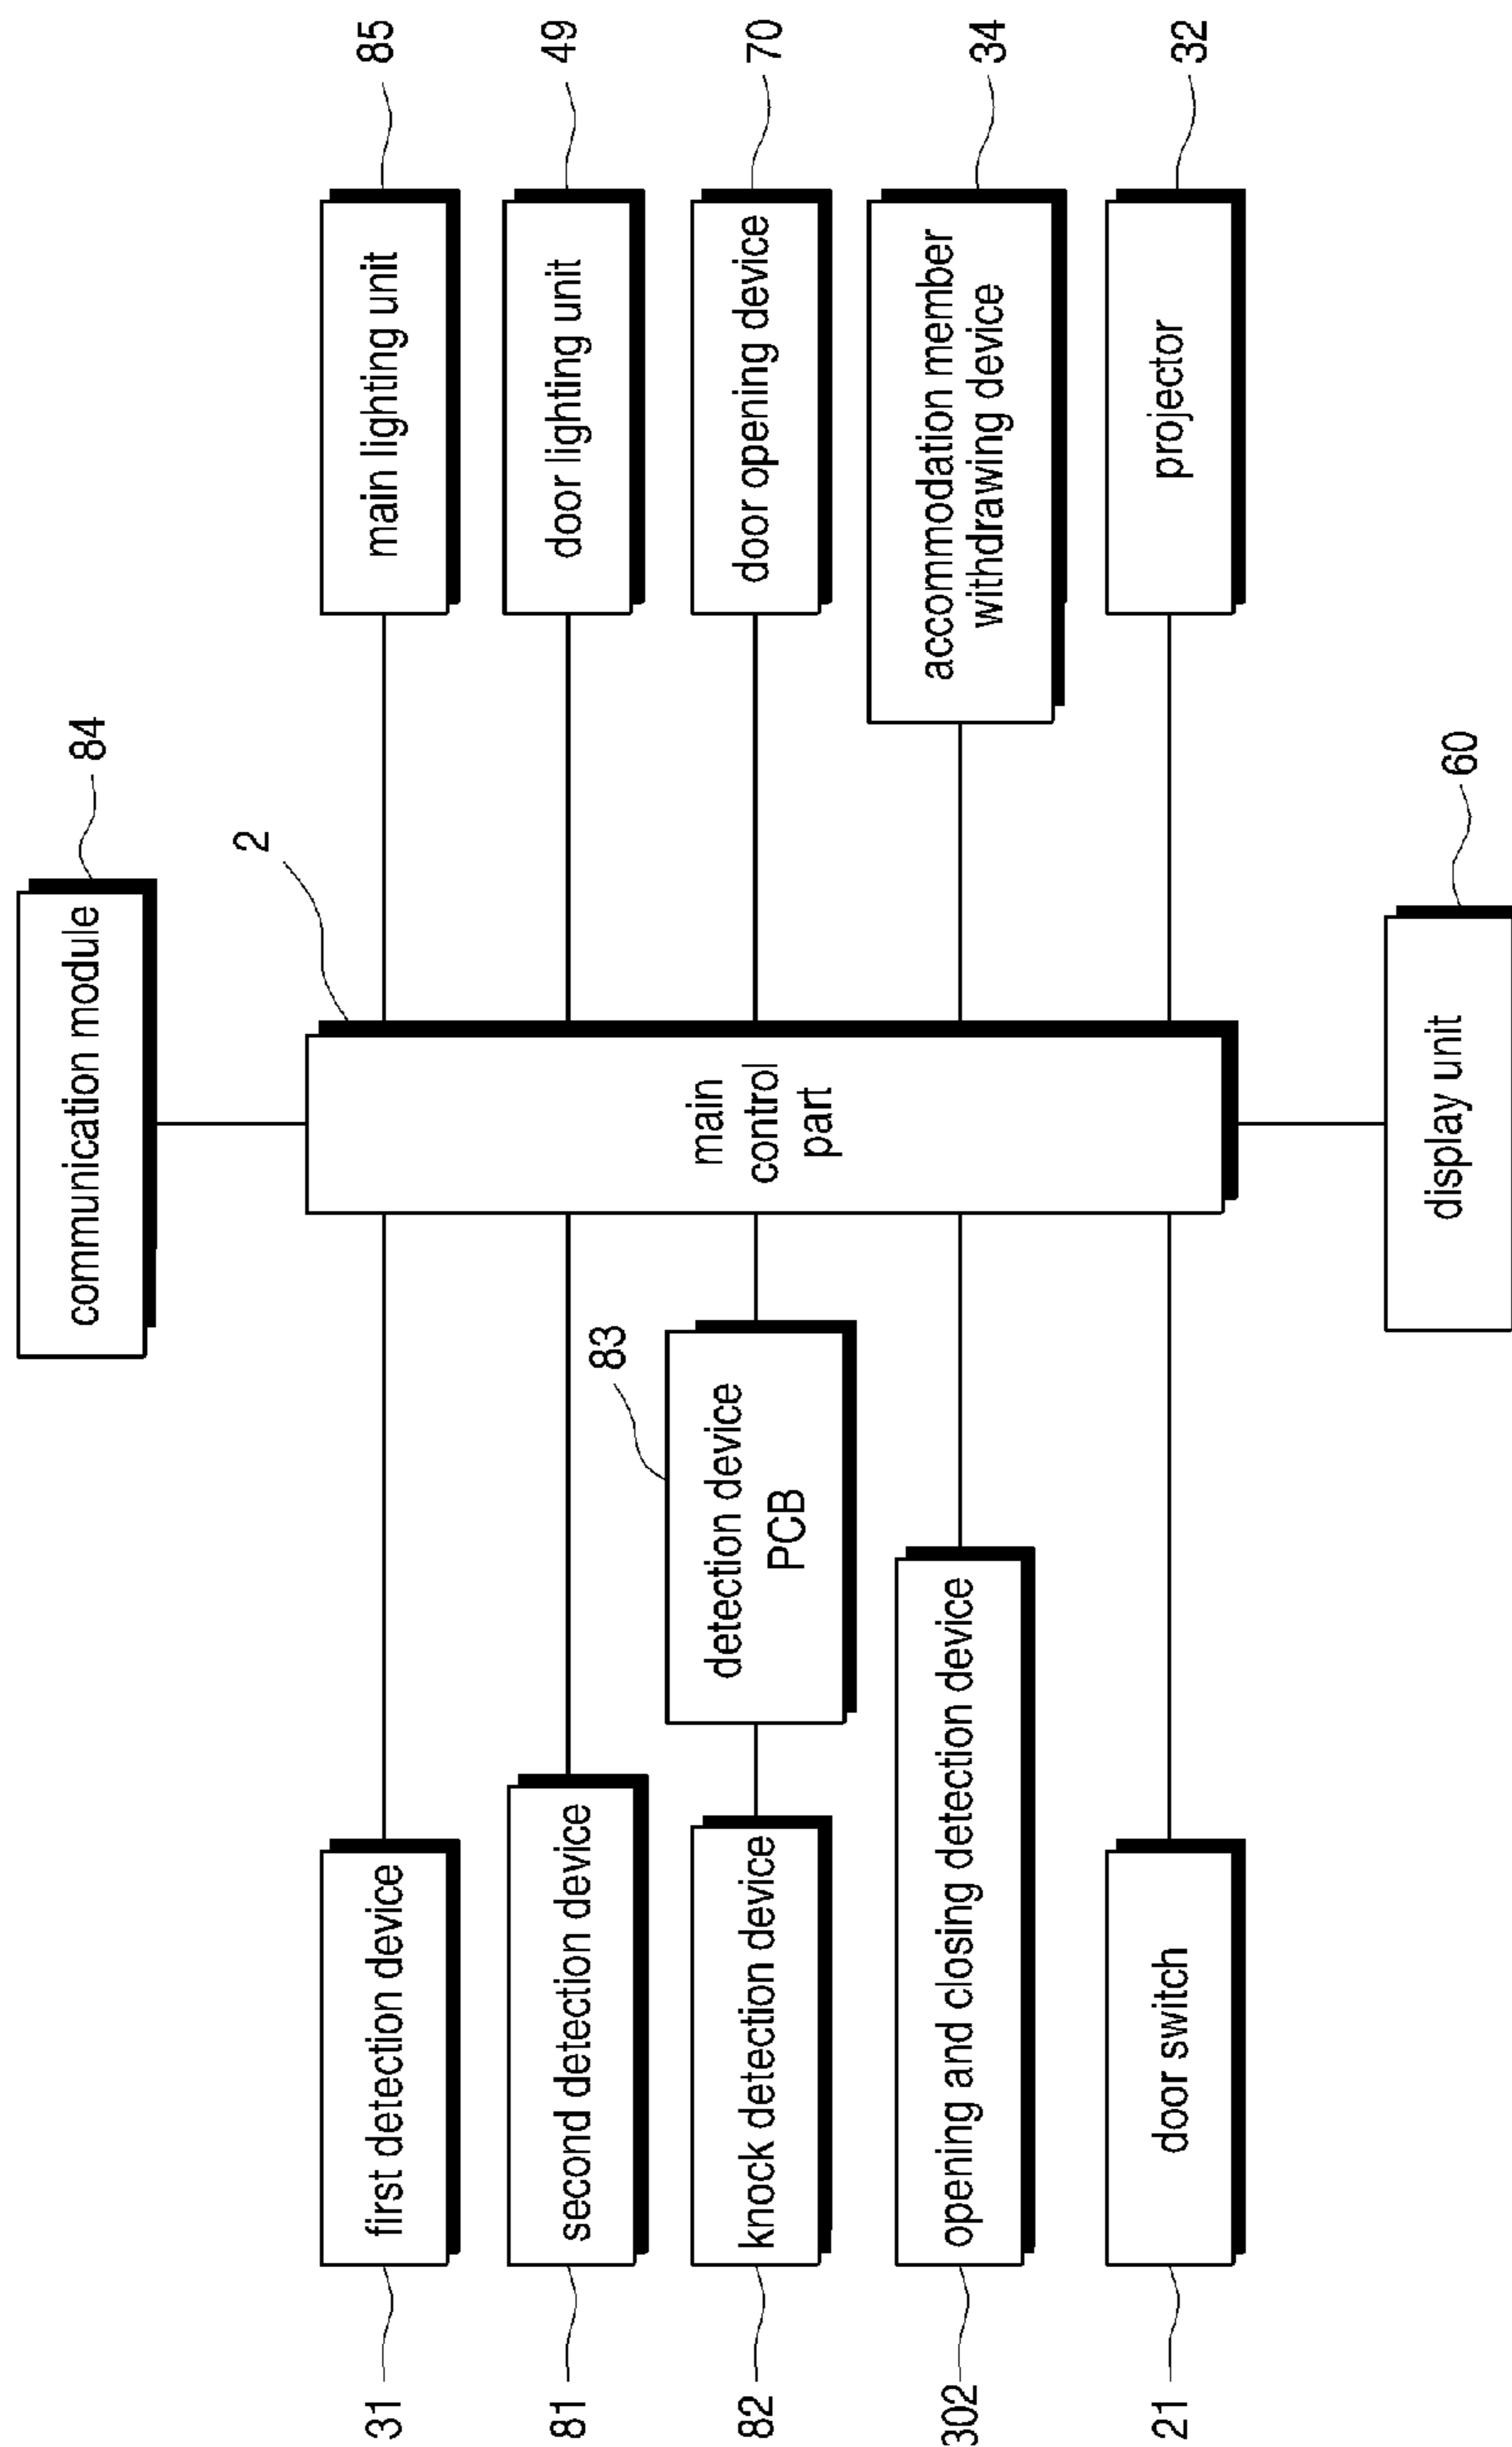 communication module
84
2
31
first detection device
main lighting unit
85
81
second detection device
door lighting unit
49
83
82
knock detection device
detection device
PCB
main
control
part
door opening device
70
302
opening and closing detection device
accommodation member
withdrawing device
34
21
door switch
projector
32
display unit
60